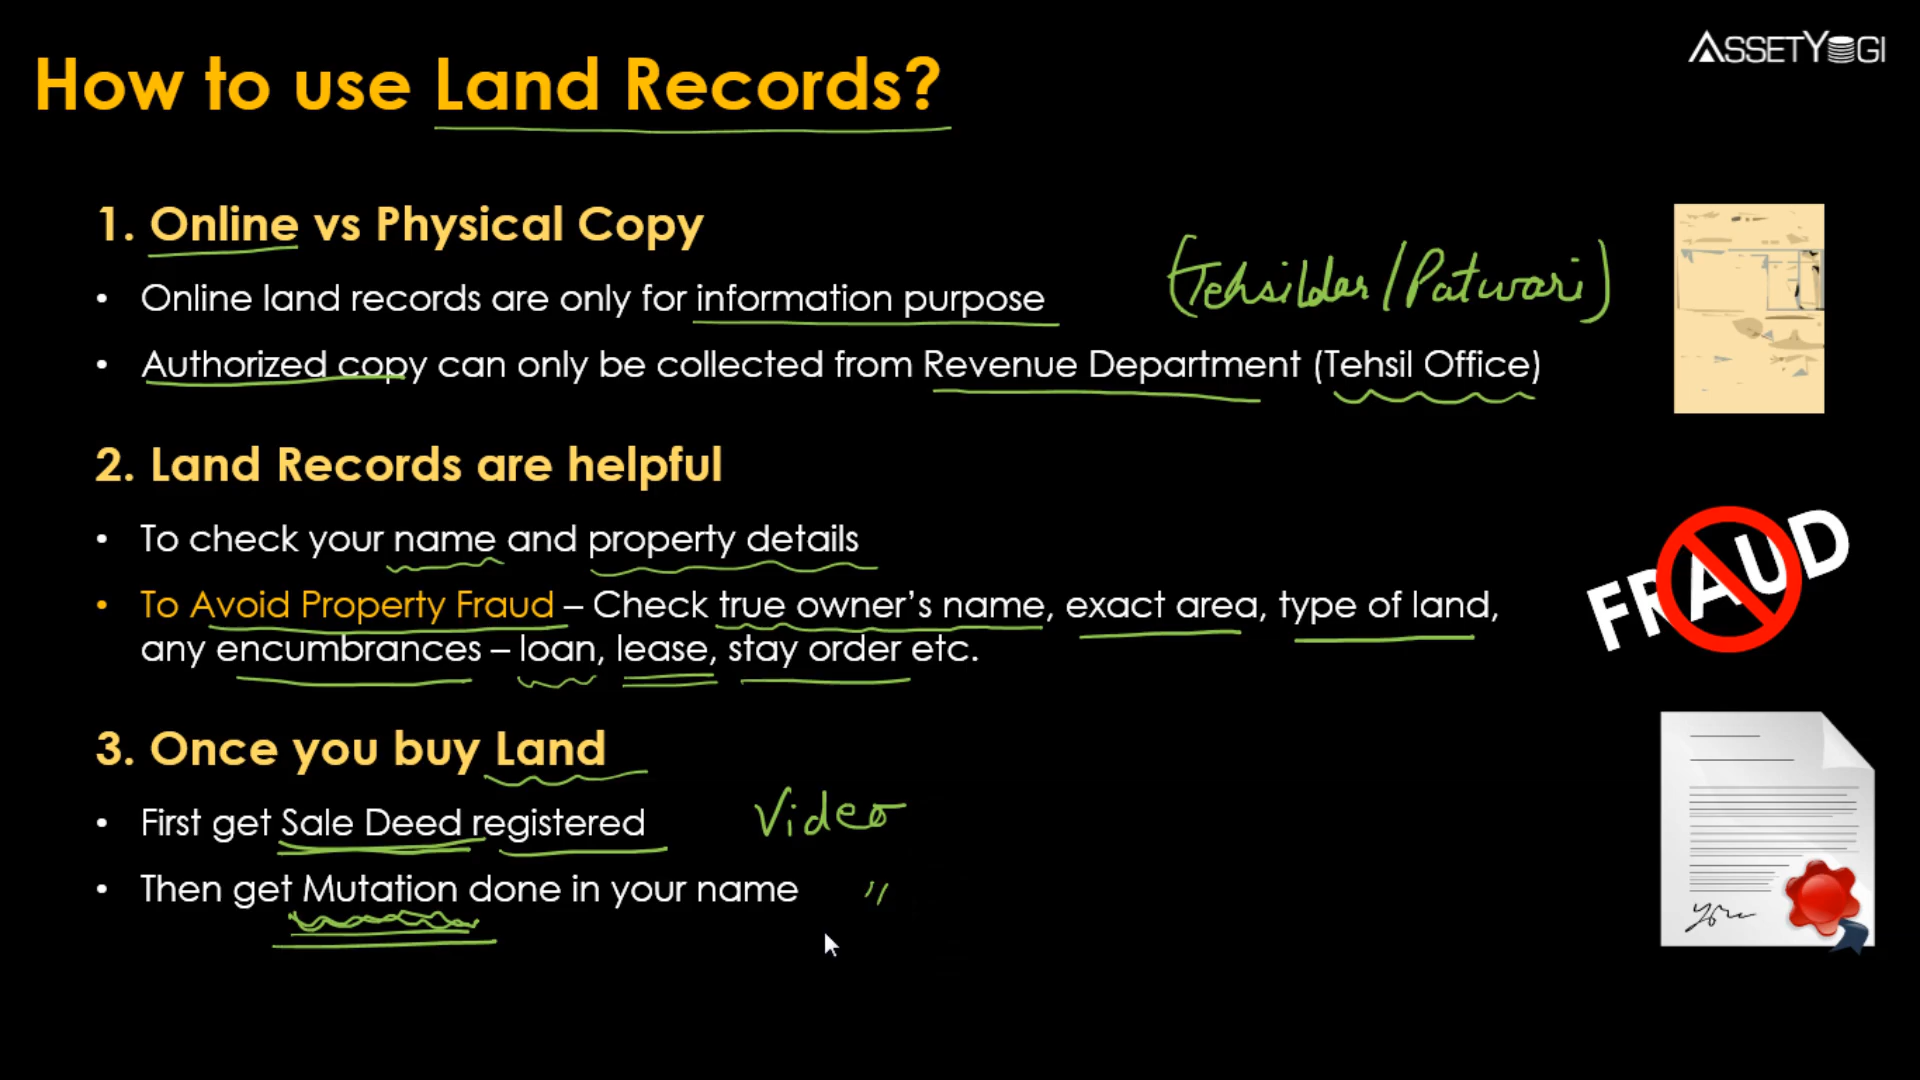 ASSETYOGI
How to use Land Records?
1. Online vs Physical Copy
• Online land records are only for information purpose
(Tehsildar/Patwari)
• Authorized copy can only be collected from Revenue Department (Tehsil Office)
2. Land Records are helpful
• To check your name and property details
• To Avoid Property Fraud – Check true owner's name, exact area, type of land,
any encumbrances – loan, lease, stay order etc.
FRAUD
3. Once you buy Land
• First get Sale Deed registered
Video
• Then get Mutation done in your name
"